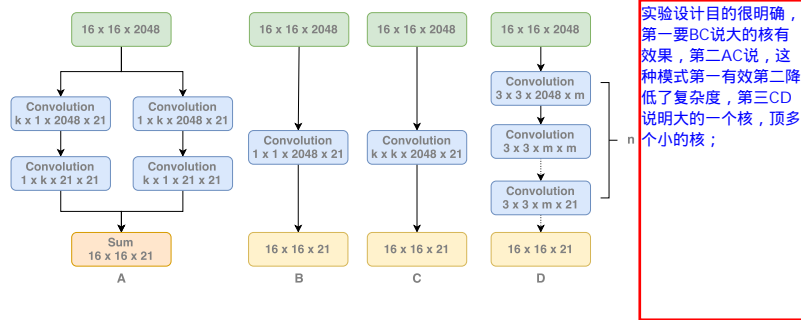 16 x 16 x 2048
Convolution
k x 1 x 2048 x 21
Convolution
1 x k x 2048 x 21
Convolution
1 x k x 21 x 21
Convolution
k x 1 x 21 x 21
Sum
16 x 16 x 21
A
16 x 16 x 2048
Convolution
1 x 1 x 2048 x 21
16 x 16 x 21
B
16 x 16 x 2048
Convolution
k x k x 2048 x 21
16 x 16 x 21
C
16 x 16 x 2048
Convolution
3 x 3 x 2048 x m
Convolution
3 x 3 x m x m
Convolution
3 x 3 x m x 21
n
16 x 16 x 21
D
实验设计目的很明确，
第一要BC说大的核有
效果，第二AC说，这
种模式第一有效第二降
低了复杂度，第三CD
说明大的一个核，顶多
个小的核；